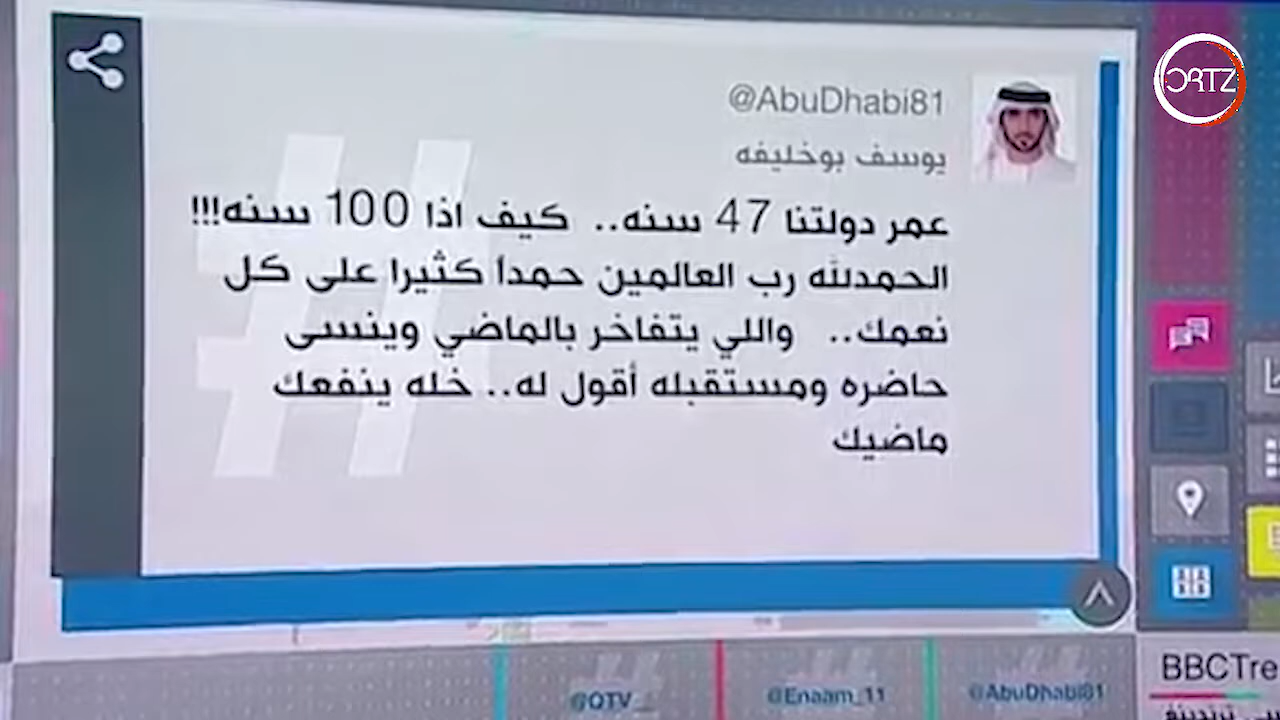 ORTZ
@AbuDhabi81
يوسف بوخليفه
عمر دولتنا 47 سنه.. كيف اذا 100 سنه!!!
الحمدلله رب العالمين حمداً كثيرا على كل
نعمك.. واللي يتفاخر بالماضي وينسى
حاضره ومستقبله أقول له.. خله ينفعك
ماضيك
@Enaam_11
@AbuDhabi81
BBCTre